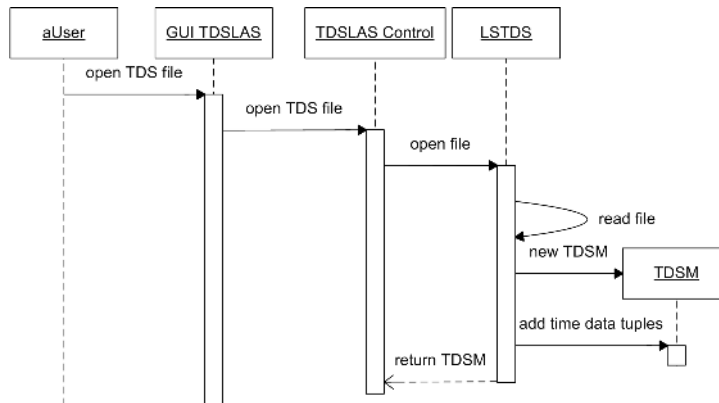 aUser
GUI TDSLAS
TDSLAS Control
LSTDS
open TDS file
open TDS file
open file
read file
new TDSM
TDSM
add time data tuples
return TDSM